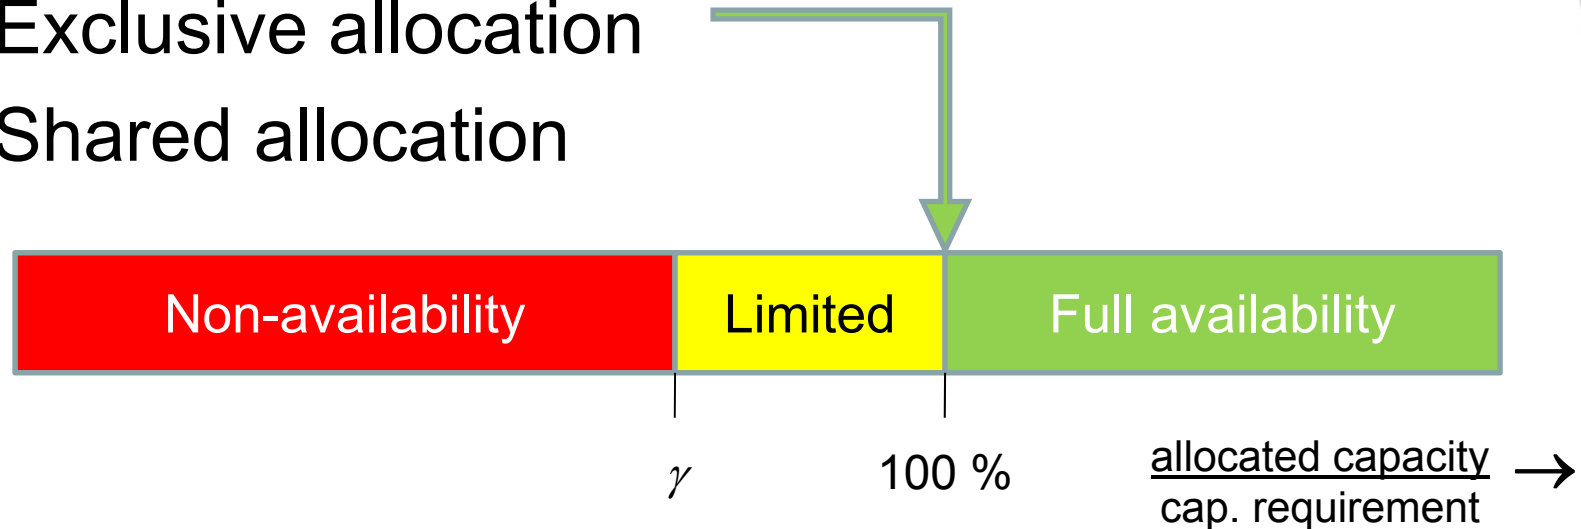 Exclusive allocation
Shared allocation
Non-availability Limited Full availability
γ 100 % allocated capacity →
cap. requirement